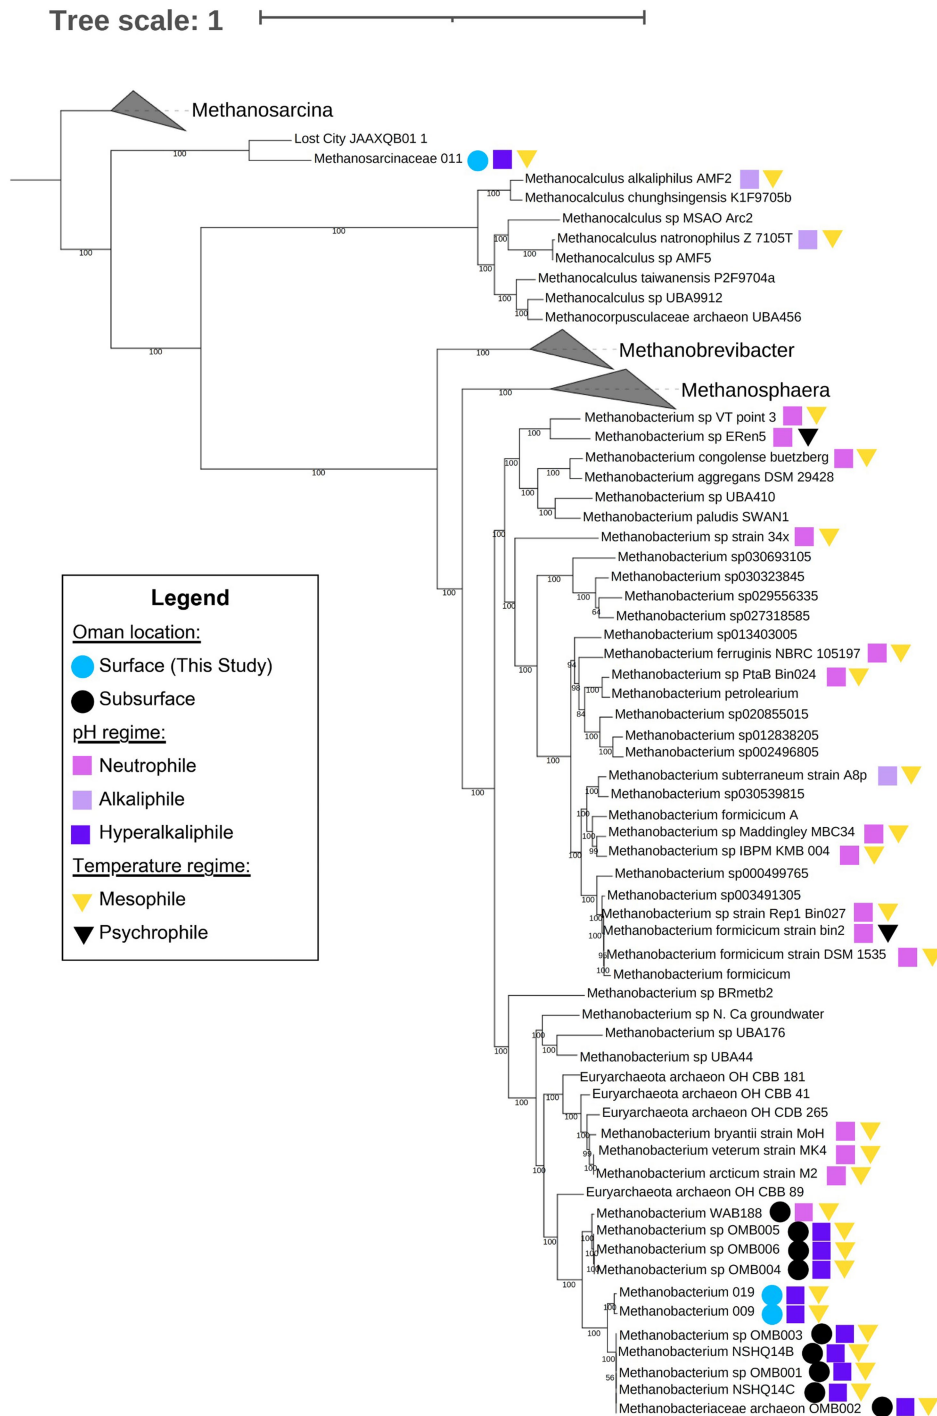 Tree scale: 1
Methanosarcina
Lost City JAAXQB01 1
100
Methanosarcinaceae 011
Methanocalculus alkaliphilus AMF2
100
Methanocalculus chunghsingensis K1F9705b
Methanocalculus sp MSAO Arc2
100
100
Methanocalculus natronophilus Z 7105T
100
100
Methanocalculus sp AMF5
100
Methanocalculus taiwanensis P2F9704a
100
Methanocalculus sp UBA9912
100
Methanocorpusculaceae archaeon UBA456
100
100
Methanobrevibacter
100
Methanosphaera
Methanobacterium sp VT point 3
100
Methanobacterium sp ERen5
100
Methanobacterium congolense buetzberg
100
100
Methanobacterium aggregans DSM 29428
100
Methanobacterium sp UBA410
100
Methanobacterium paludis SWAN1
100
Methanobacterium sp strain 34x
Methanobacterium sp030693105
100
Methanobacterium sp030323845
100
100
100
Methanobacterium sp029556335
64
Methanobacterium sp027318585
Methanobacterium sp013403005
94
Methanobacterium ferruginis NBRC 105197
100
Methanobacterium sp PtaB Bin024
98
100
Methanobacterium petrolearium
84
Methanobacterium sp020855015
100
Methanobacterium sp012838205
100
100
Methanobacterium sp002496805
Methanobacterium subterraneum strain A8p
100
100
Methanobacterium sp030539815
100
Methanobacterium formicicum A
100
Methanobacterium sp Maddingley MBC34
99
100
Methanobacterium sp IBPM KMB 004
Methanobacterium sp000499765
100
Methanobacterium sp003491305
100
Methanobacterium sp strain Rep1 Bin027
100
Methanobacterium formicicum strain bin2
Methanobacterium formicicum strain DSM 1535
100
Methanobacterium formicicum
Methanobacterium sp BRmetb2
Methanobacterium sp N. Ca groundwater
100
Methanobacterium sp UBA176
100
100
Methanobacterium sp UBA44
Euryarchaeota archaeon OH CBB 181
100
100
Euryarchaeota archaeon OH CBB 41
100
Euryarchaeota archaeon OH CDB 265
100
Methanobacterium bryantii strain MoH
99
Methanobacterium veterum strain MK4
100
100
Methanobacterium arcticum strain M2
Euryarchaeota archaeon OH CBB 89
Methanobacterium WAB188
100
100
Methanobacterium sp OMB005
100
Methanobacterium sp OMB006
100
100
Methanobacterium sp OMB004
Methanobacterium 019
100
Methanobacterium 009
100
Methanobacterium sp OMB003
100
Methanobacterium NSHQ14B
56
Methanobacterium sp OMB001
Methanobacterium NSHQ14C
Methanobacteriaceae archaeon OMB002
Legend
Oman location:
Surface (This Study)
Subsurface
pH regime:
Neutrophile
Alkaliphile
Hyperalkaliphile
Temperature regime:
Mesophile
Psychrophile